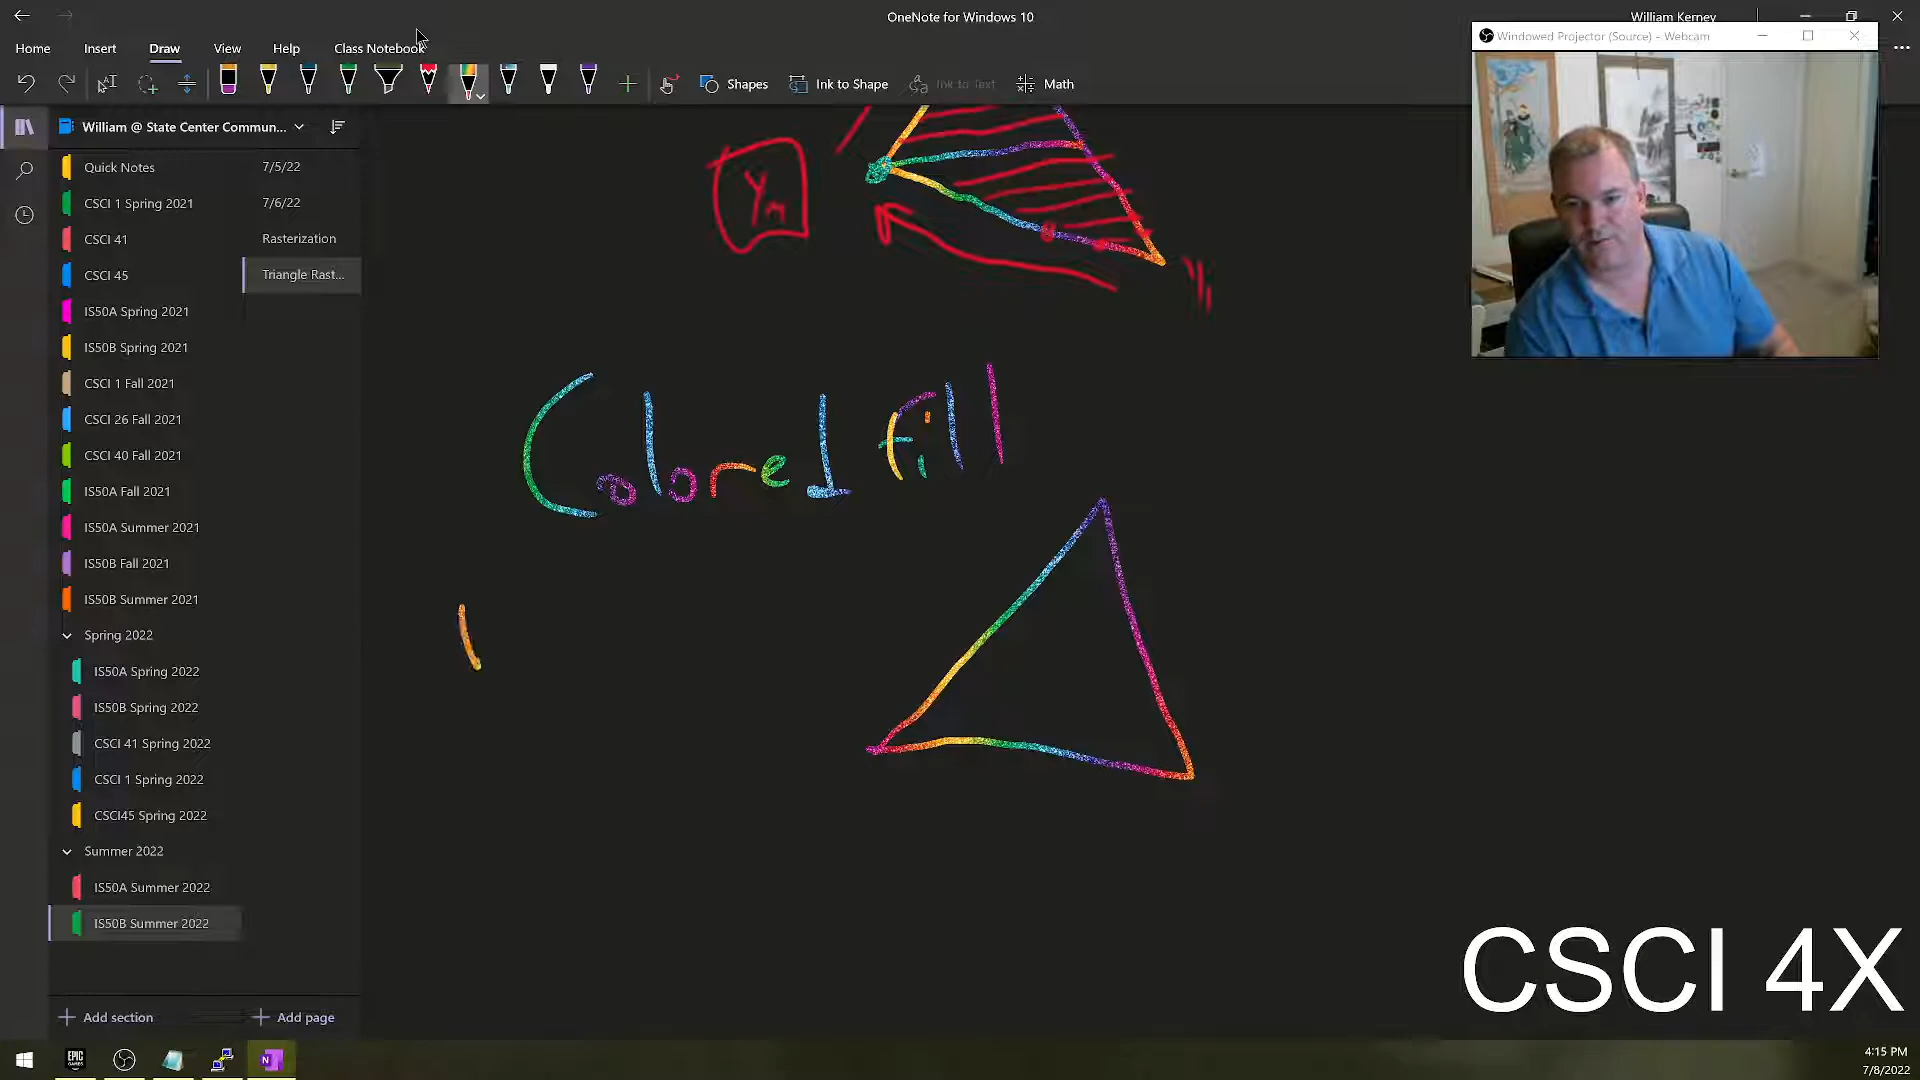 OneNote for Windows 10
William Kerney
Windowed Projector (Source) - Webcam
Home
Insert
Draw
View
Help
Class Notebook
Shapes
Ink to Shape
Ink to Text
Math
William @ State Center Commun...
Quick Notes
CSCI 1 Spring 2021
CSCI 41
CSCI 45
IS50A Spring 2021
IS50B Spring 2021
CSCI 1 Fall 2021
CSCI 26 Fall 2021
CSCI 40 Fall 2021
IS50A Fall 2021
IS50A Summer 2021
IS50B Fall 2021
IS50B Summer 2021
Spring 2022
IS50A Spring 2022
IS50B Spring 2022
CSCI 41 Spring 2022
CSCI 1 Spring 2022
CSCI45 Spring 2022
Summer 2022
IS50A Summer 2022
IS50B Summer 2022
Add section
7/5/22
7/6/22
Rasterization
Triangle Rast...
Add page
Colored fill
CSCI 4X
EPIC
GAMES
N
4:15 PM
7/8/2022